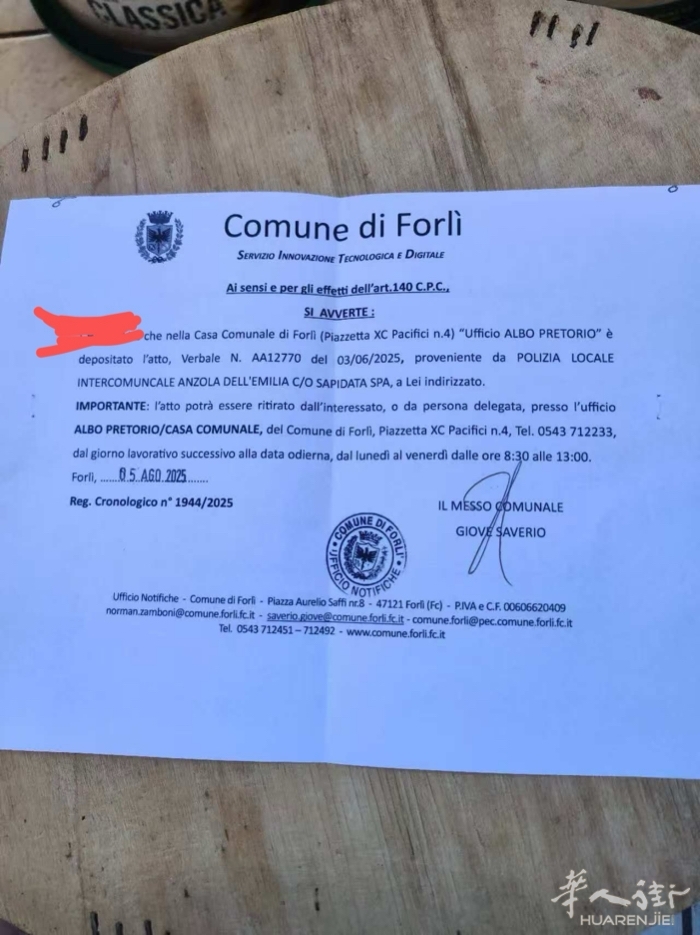 CLASSICA
Comune di Forlì
SERVIZIO INNOVAZIONE TECNOLOGICA E DIGITALE
Ai sensi e per gli effetti dell'art.140 C.P.C.,
SI AVVERTE :
che nella Casa Comunale di Forlì (Piazzetta XC Pacifici n.4) "Ufficio ALBO PRETORIO" è
depositato l'atto, Verbale N. AA12770 del 03/06/2025, proveniente da POLIZIA LOCALE
INTERCOMUNCALE ANZOLA DELL'EMILIA C/O SAPIDATA SPA, a Lei indirizzato.
IMPORTANTE: l'atto potrà essere ritirato dall'interessato, o da persona delegata, presso l'ufficio
ALBO PRETORIO/CASA COMUNALE, del Comune di Forlì, Piazzetta XC Pacifici n.4, Tel. 0543 712233,
dal giorno lavorativo successivo alla data odierna, dal lunedì al venerdì dalle ore 8:30 alle 13:00.
Forlì, ......05 AGO 2025.......
Reg. Cronologico n° 1944/2025
IL MESSO COMUNALE
GIOVE SAVERIO
COMUNE DI FORLI'
UFFICIO NOTIFICHE
Ufficio Notifiche - Comune di Forlì - Piazza Aurelio Saffi nr.8 - 47121 Forlì (Fc) - P.IVA e C.F. 00606620409
norman.zamboni@comune.forli.fc.it - saverio.giove@comune.forli.fc.it - comune.forli@pec.comune.forli.fc.it
Tel. 0543 712451 – 712492 - www.comune.forli.fc.it
华人街
HUARENJIE